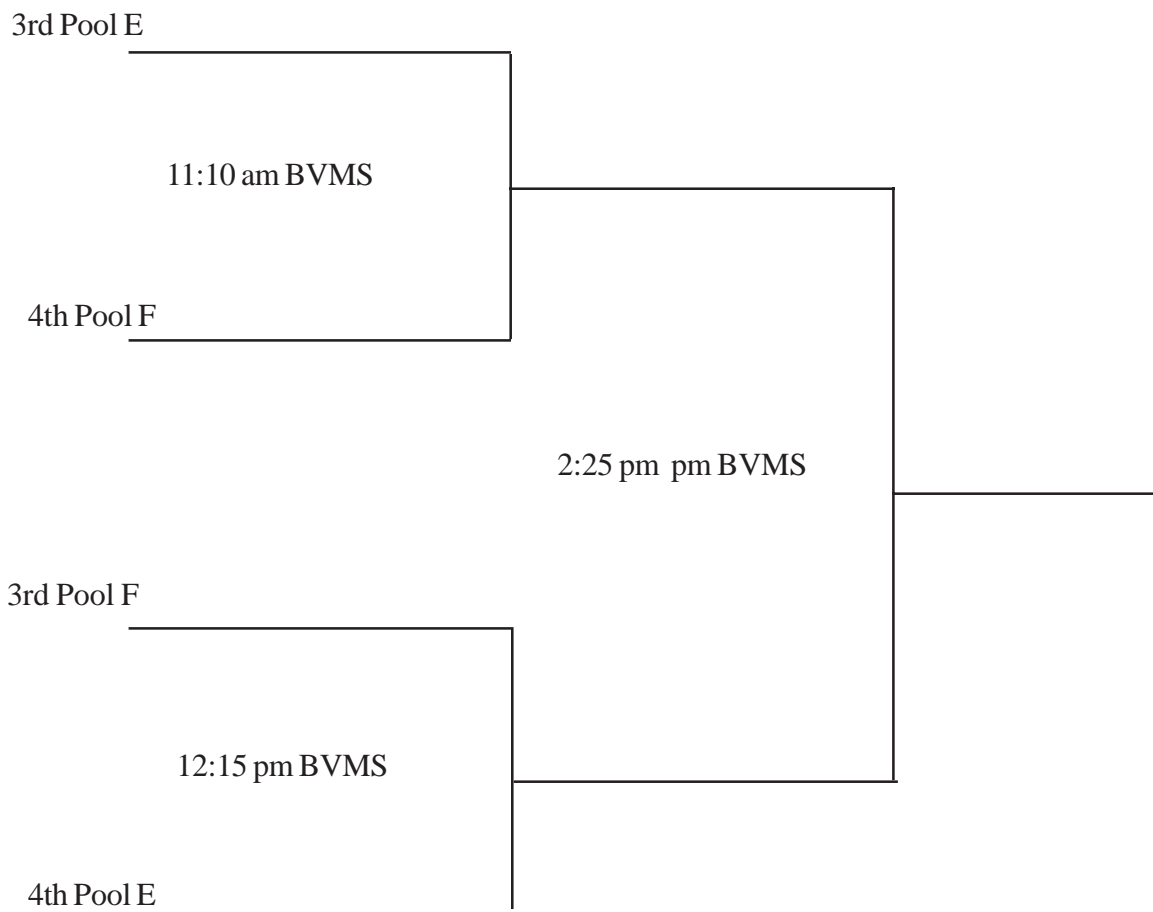 3rd Pool E
11:10 am BVMS
4th Pool F
2:25 pm pm BVMS
3rd Pool F
12:15 pm BVMS
4th Pool E